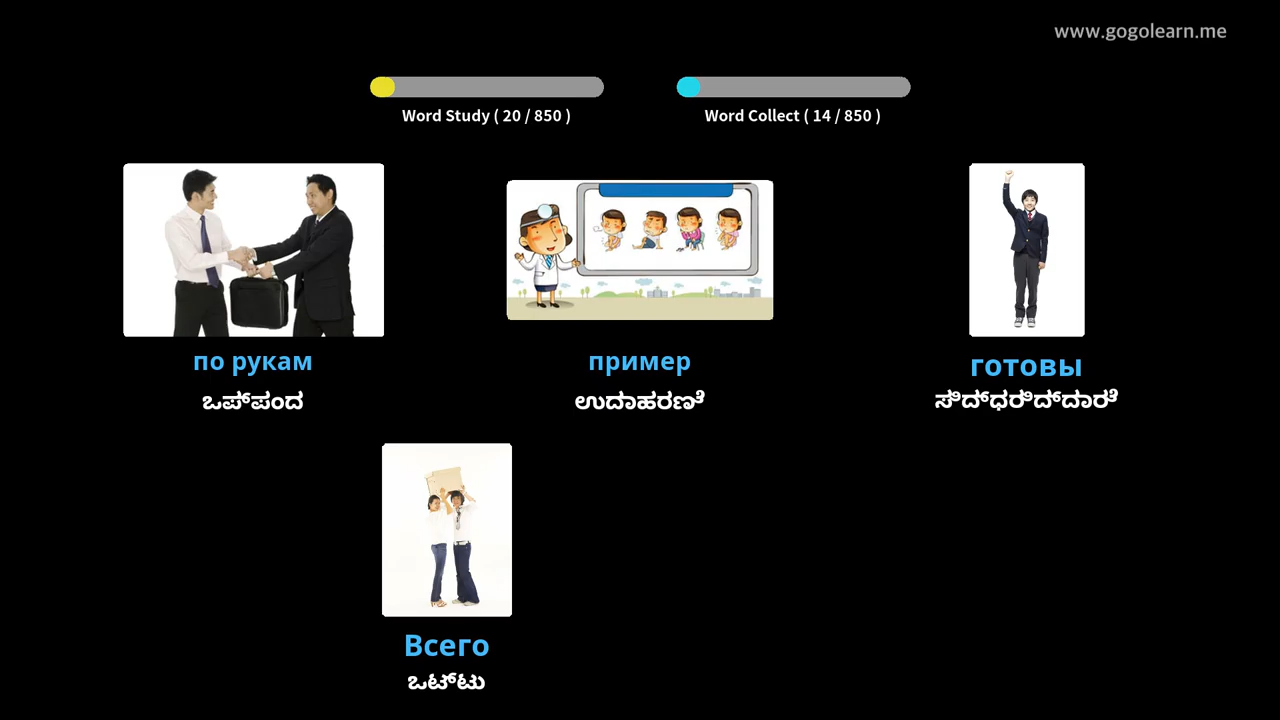 www.gogolearn.me
Word Study ( 20 / 850 )
Word Collect ( 14 / 850 )
по рукам
пример
готовы
ಒಪ್‌ಪಂದ
ಉದಾಹರಣೆ
ಸಿದ್‌ಧರಿದ್‌ದಾರೆ
Всего
ಒಟ್‌ಟು